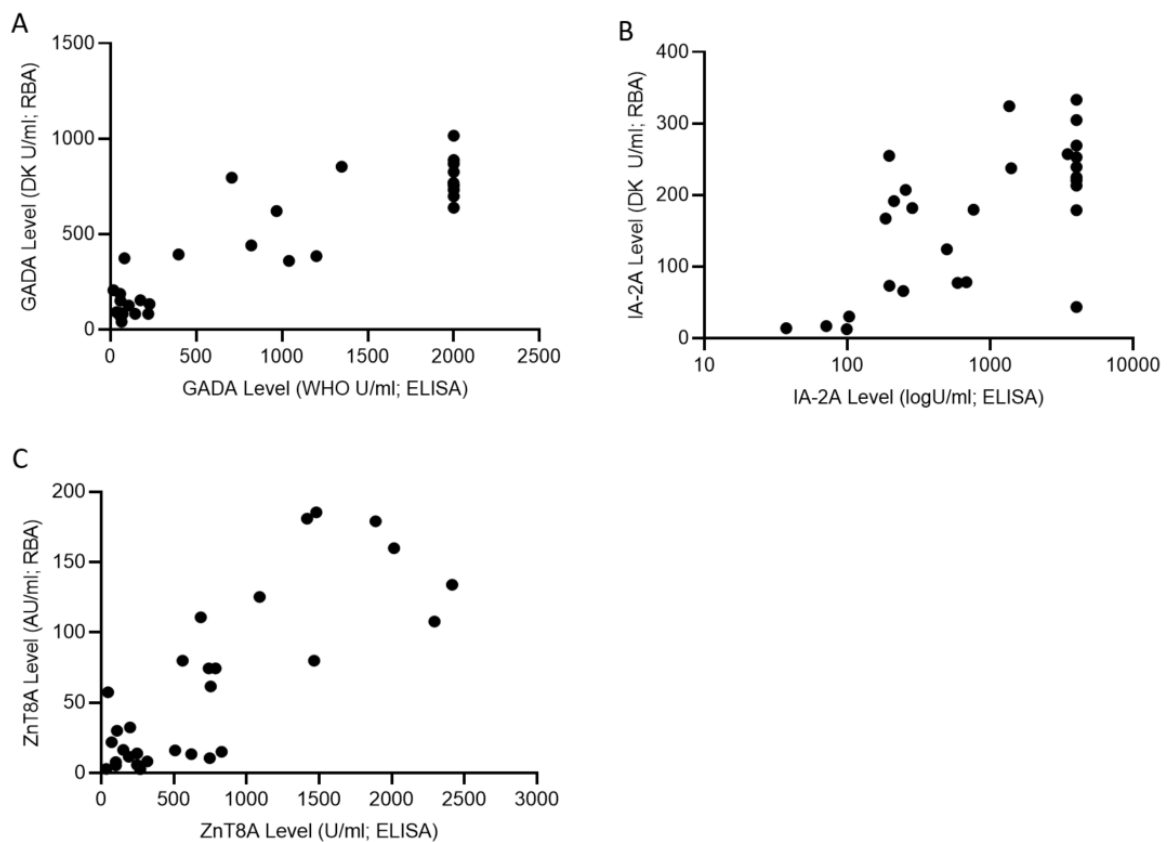 A
1500
1000
500
0
0 500 1000 1500 2000 2500
GADA Level (DK U/ml; RBA)
GADA Level (WHO U/ml; ELISA)
B
400
300
200
100
0
10 100 1000 10000
IA-2A Level (DK U/ml; RBA)
IA-2A Level (logU/ml; ELISA)
C
200
150
100
50
0
0 500 1000 1500 2000 2500 3000
ZnT8A Level (AU/ml; RBA)
ZnT8A Level (U/ml; ELISA)